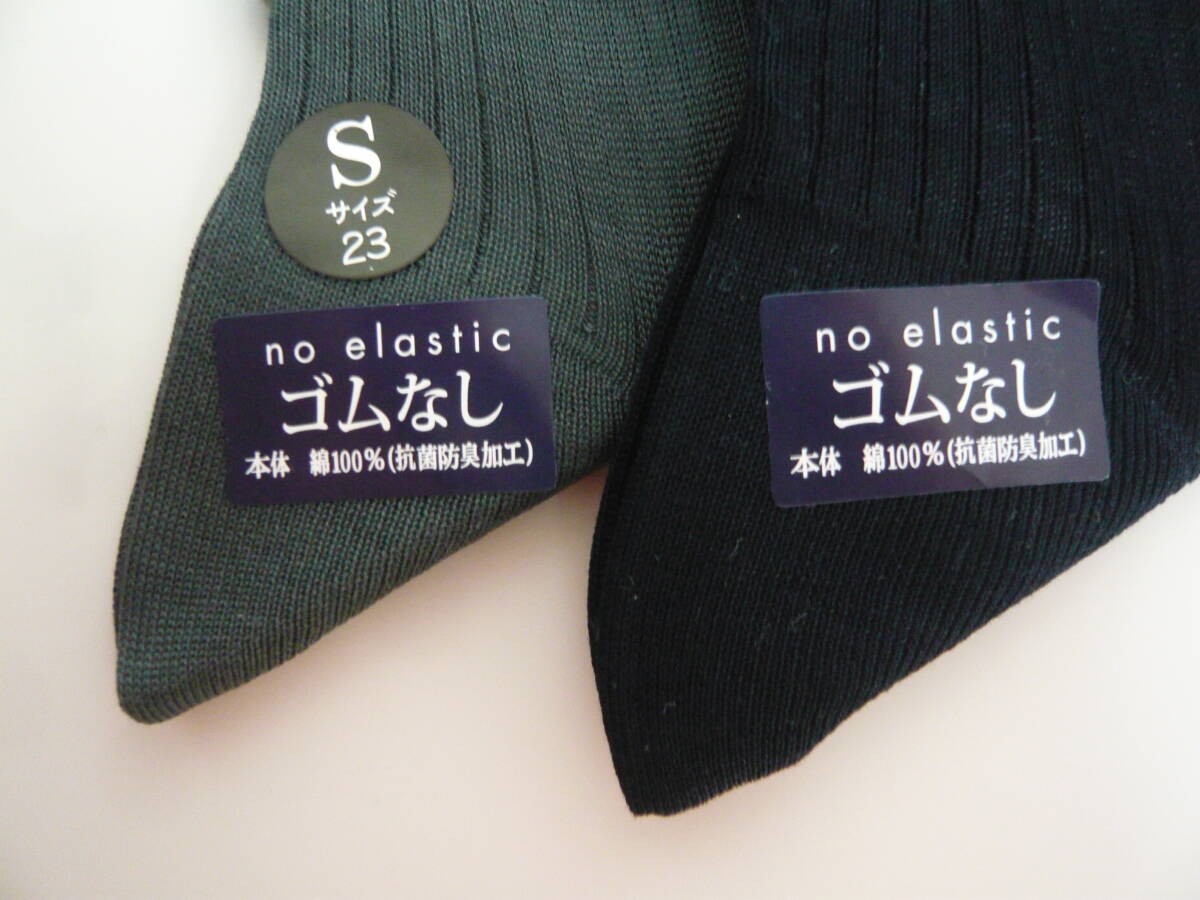 S
サイズ
23
no elastic
ゴムなし
本体 綿100%(抗菌防臭加工)
no elastic
ゴムなし
本体 綿100%(抗菌防臭加工)